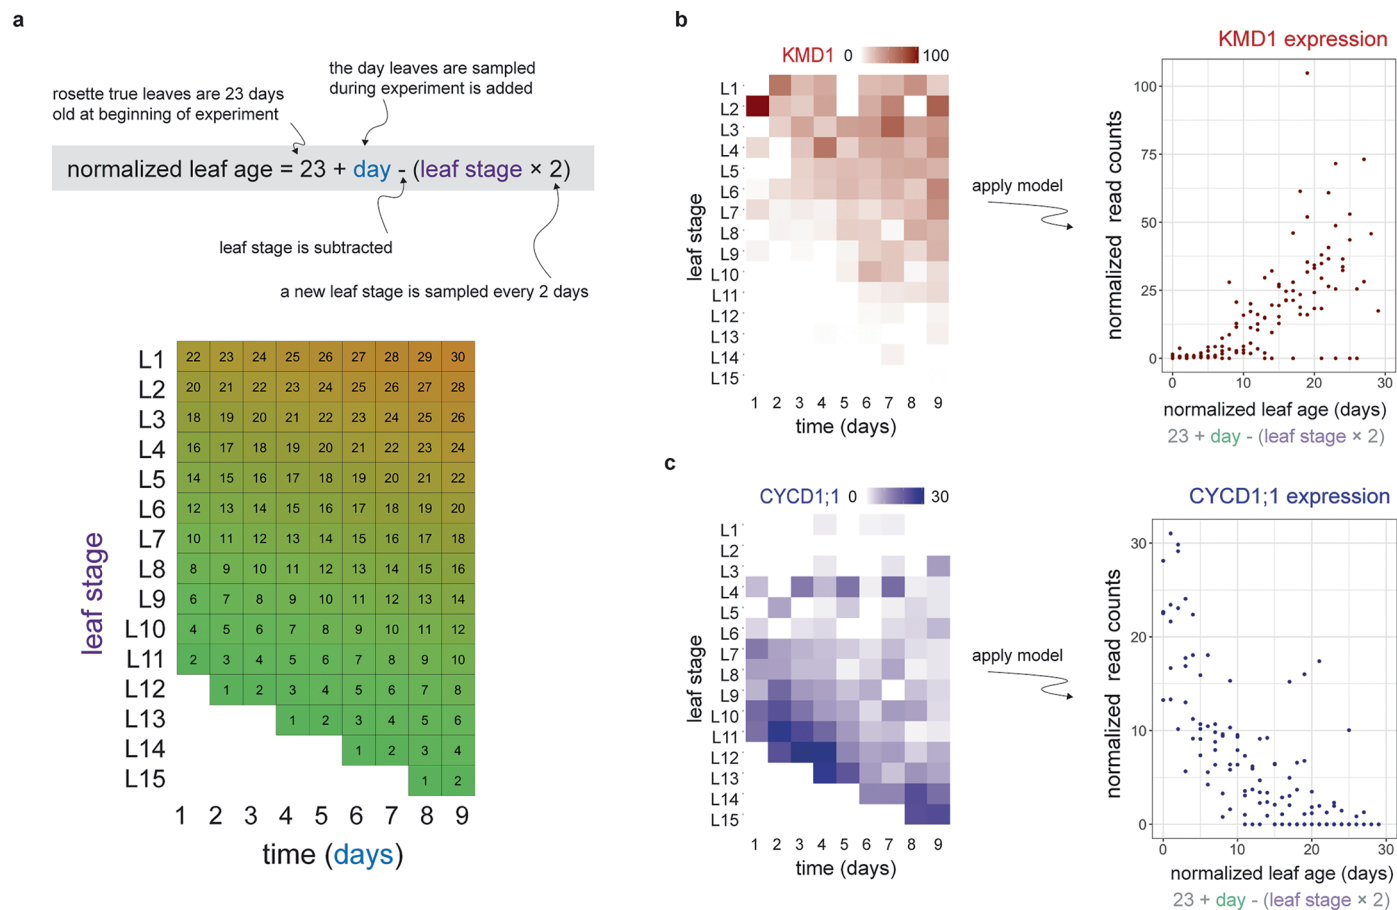 a
the day leaves are sampled
during experiment is added
rosette true leaves are 23 days
old at beginning of experiment
normalized leaf age = 23 + day - (leaf stage × 2)
leaf stage is subtracted
a new leaf stage is sampled every 2 days
leaf stage
L1 22 23 24 25 26 27 28 29 30
L2 20 21 22 23 24 25 26 27 28
L3 18 19 20 21 22 23 24 25 26
L4 16 17 18 19 20 21 22 23 24
L5 14 15 16 17 18 19 20 21 22
L6 12 13 14 15 16 17 18 19 20
L7 10 11 12 13 14 15 16 17 18
L8 8 9 10 11 12 13 14 15 16
L9 6 7 8 9 10 11 12 13 14
L10 4 5 6 7 8 9 10 11 12
L11 2 3 4 5 6 7 8 9 10
L12 1 2 3 4 5 6 7 8
L13 1 2 3 4 5 6
L14 1 2 3 4
L15 1 2
1 2 3 4 5 6 7 8 9
time (days)
b
KMD1 0 100
leaf stage
L1
L2
L3
L4
L5
L6
L7
L8
L9
L10
L11
L12
L13
L14
L15
1 2 3 4 5 6 7 8 9
time (days)
apply model
KMD1 expression
normalized read counts
100
75
50
25
0
0 10 20 30
normalized leaf age (days)
23 + day - (leaf stage × 2)
c
CYCD1;1 0 30
leaf stage
L1
L2
L3
L4
L5
L6
L7
L8
L9
L10
L11
L12
L13
L14
L15
1 2 3 4 5 6 7 8 9
time (days)
apply model
CYCD1;1 expression
normalized read counts
30
20
10
0
0 10 20 30
normalized leaf age (days)
23 + day - (leaf stage × 2)